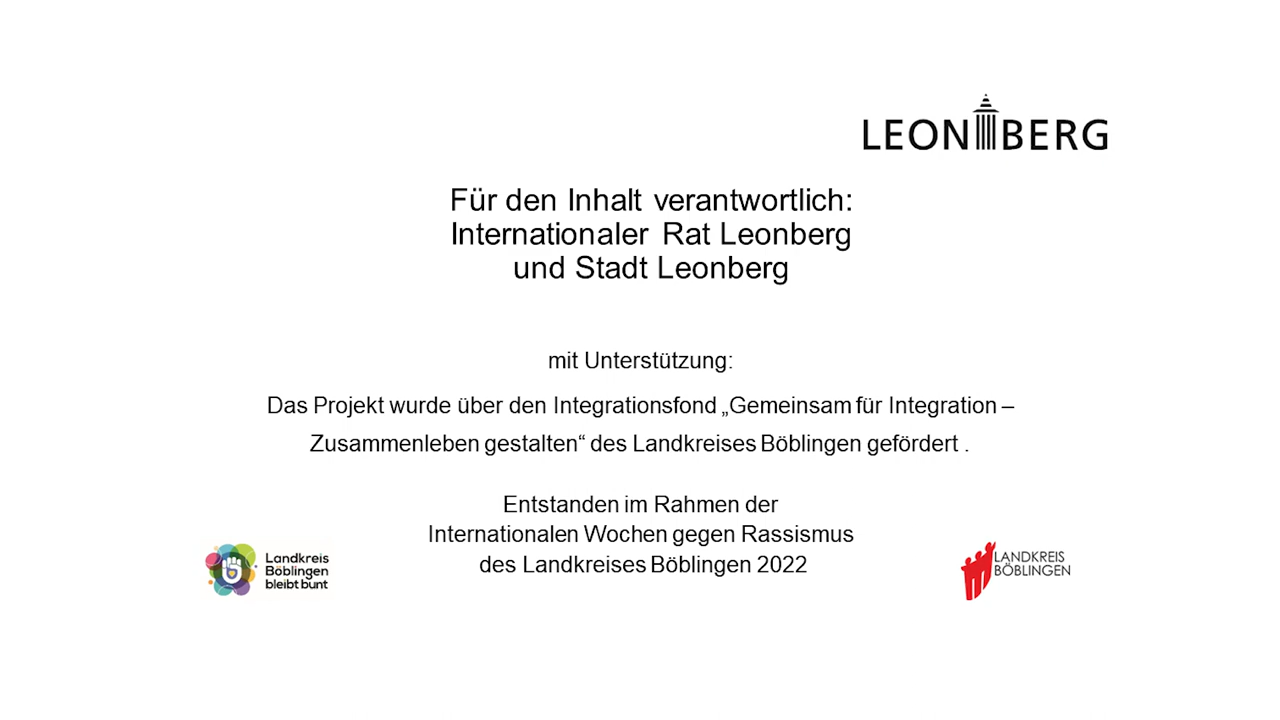 LEONBERG
Für den Inhalt verantwortlich:
Internationaler Rat Leonberg
und Stadt Leonberg
mit Unterstützung:
Das Projekt wurde über den Integrationsfond „Gemeinsam für Integration –
Zusammenleben gestalten“ des Landkreises Böblingen gefördert .
Entstanden im Rahmen der
Internationalen Wochen gegen Rassismus
des Landkreises Böblingen 2022
Landkreis
Böblingen
bleibt bunt
LANDKREIS
BÖBLINGEN